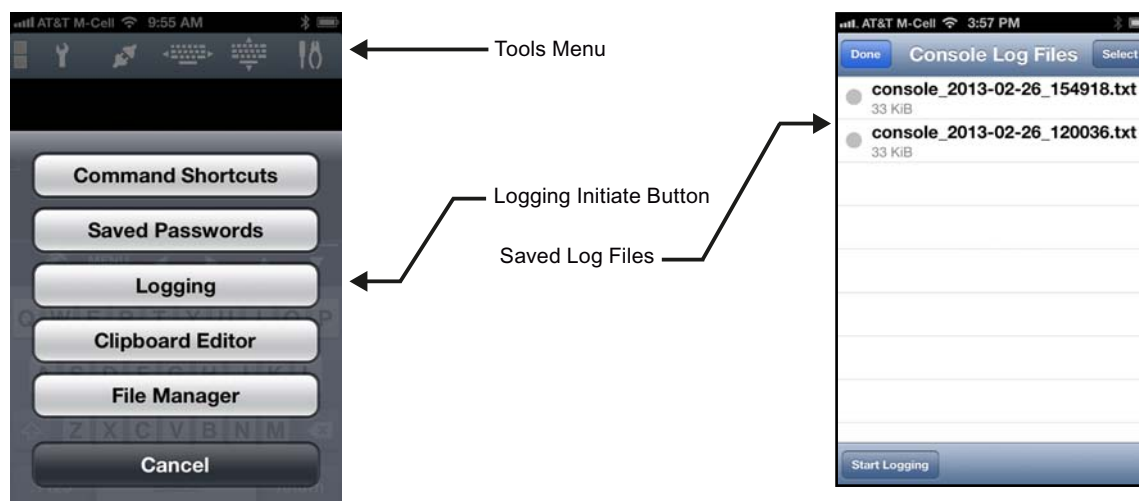 AT&T M-Cell 9:55 AM
Command Shortcuts
Saved Passwords
Logging
Clipboard Editor
File Manager
Cancel
Q W E R T Y U I O P
Z X C V B N M
Tools Menu
Logging Initiate Button
Saved Log Files
AT&T M-Cell 3:57 PM
Done Console Log Files Select
console_2013-02-26_154918.txt
33 KiB
console_2013-02-26_120036.txt
33 KiB
Start Logging